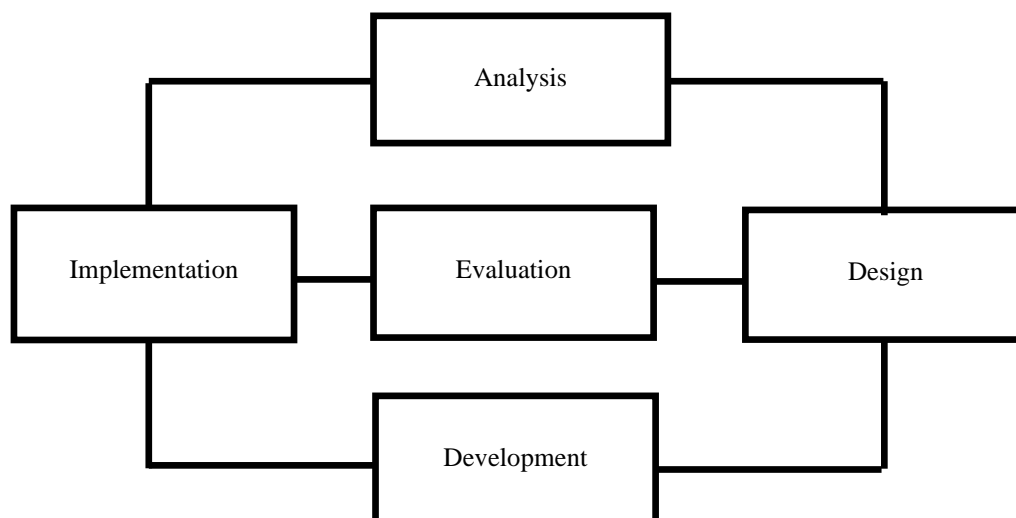 Analysis
Implementation
Evaluation
Design
Development